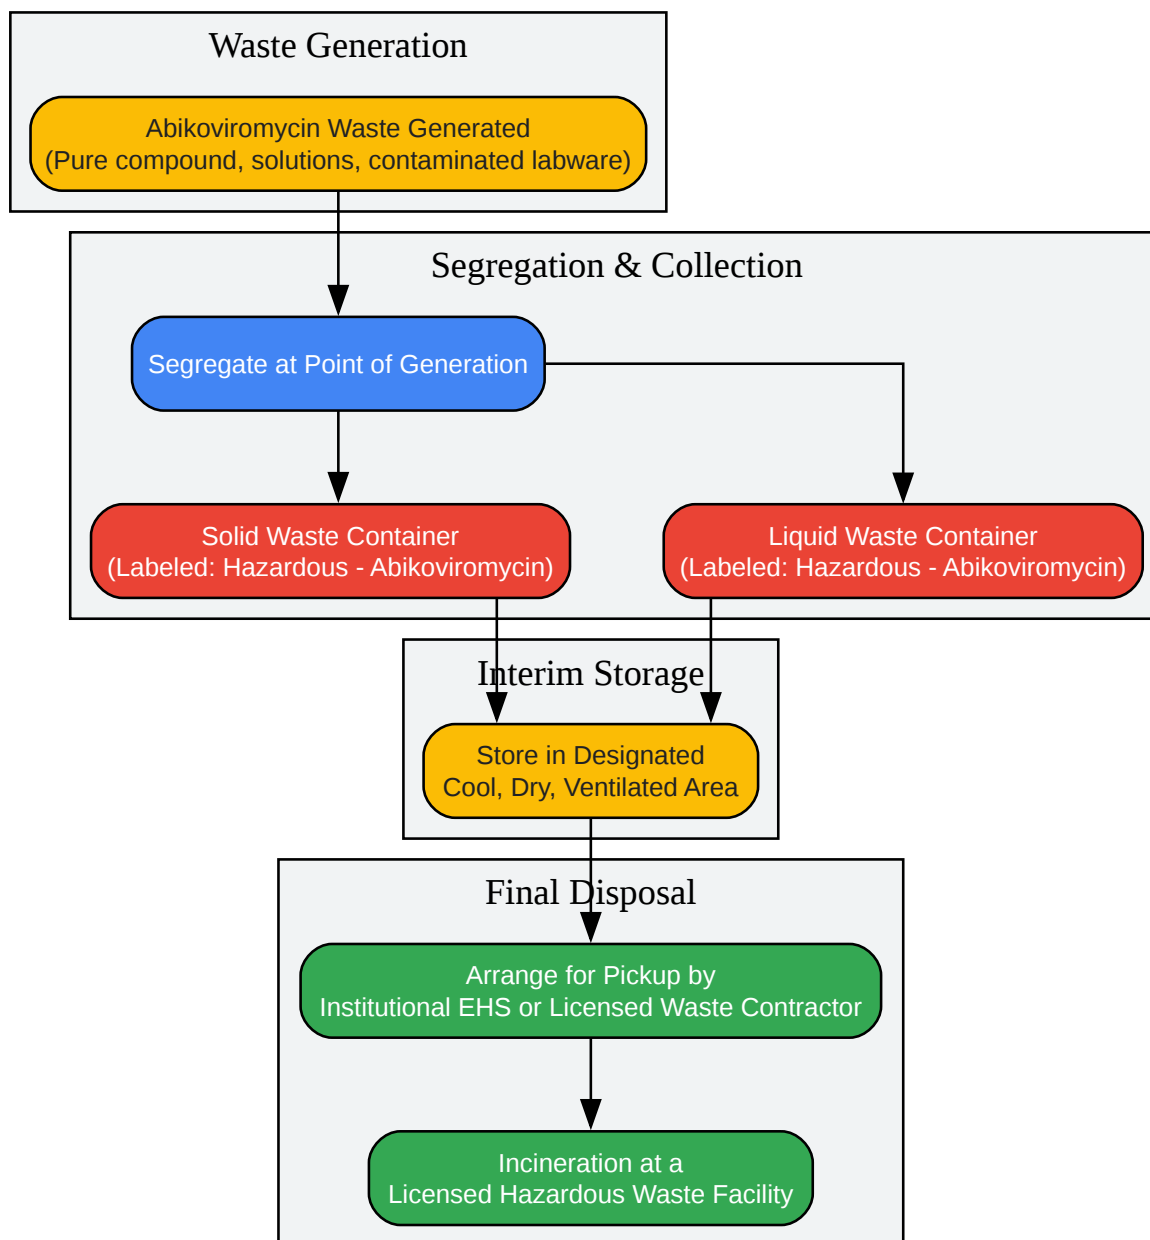 Waste Generation
Abikoviromycin Waste Generated
(Pure compound, solutions, contaminated labware)
Segregation & Collection
Segregate at Point of Generation
Solid Waste Container
(Labeled: Hazardous - Abikoviromycin)
Liquid Waste Container
(Labeled: Hazardous - Abikoviromycin)
Interim Storage
Store in Designated
Cool, Dry, Ventilated Area
Final Disposal
Arrange for Pickup by
Institutional EHS or Licensed Waste Contractor
Incineration at a
Licensed Hazardous Waste Facility